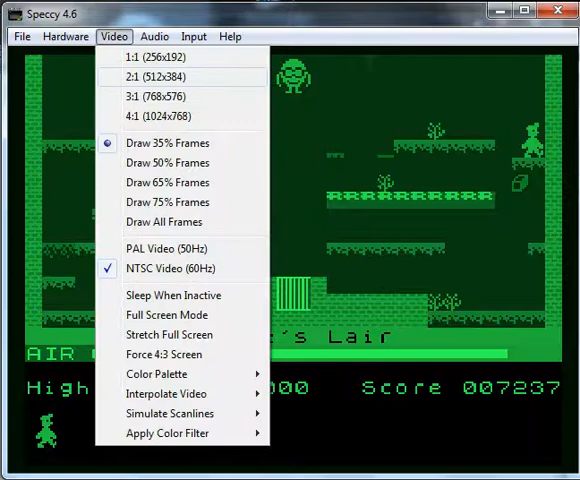 Speccy 4.6
File Hardware Video Audio Input Help
1:1 (256x192)
2:1 (512x384)
3:1 (768x576)
4:1 (1024x768)
Draw 35% Frames
Draw 50% Frames
Draw 65% Frames
Draw 75% Frames
Draw All Frames
PAL Video (50Hz)
NTSC Video (60Hz)
Sleep When Inactive
Full Screen Mode
Stretch Full Screen
Force 4:3 Screen
Color Palette
Interpolate Video
Simulate Scanlines
Apply Color Filter
's Lair
AIR
High 000 Score 007237